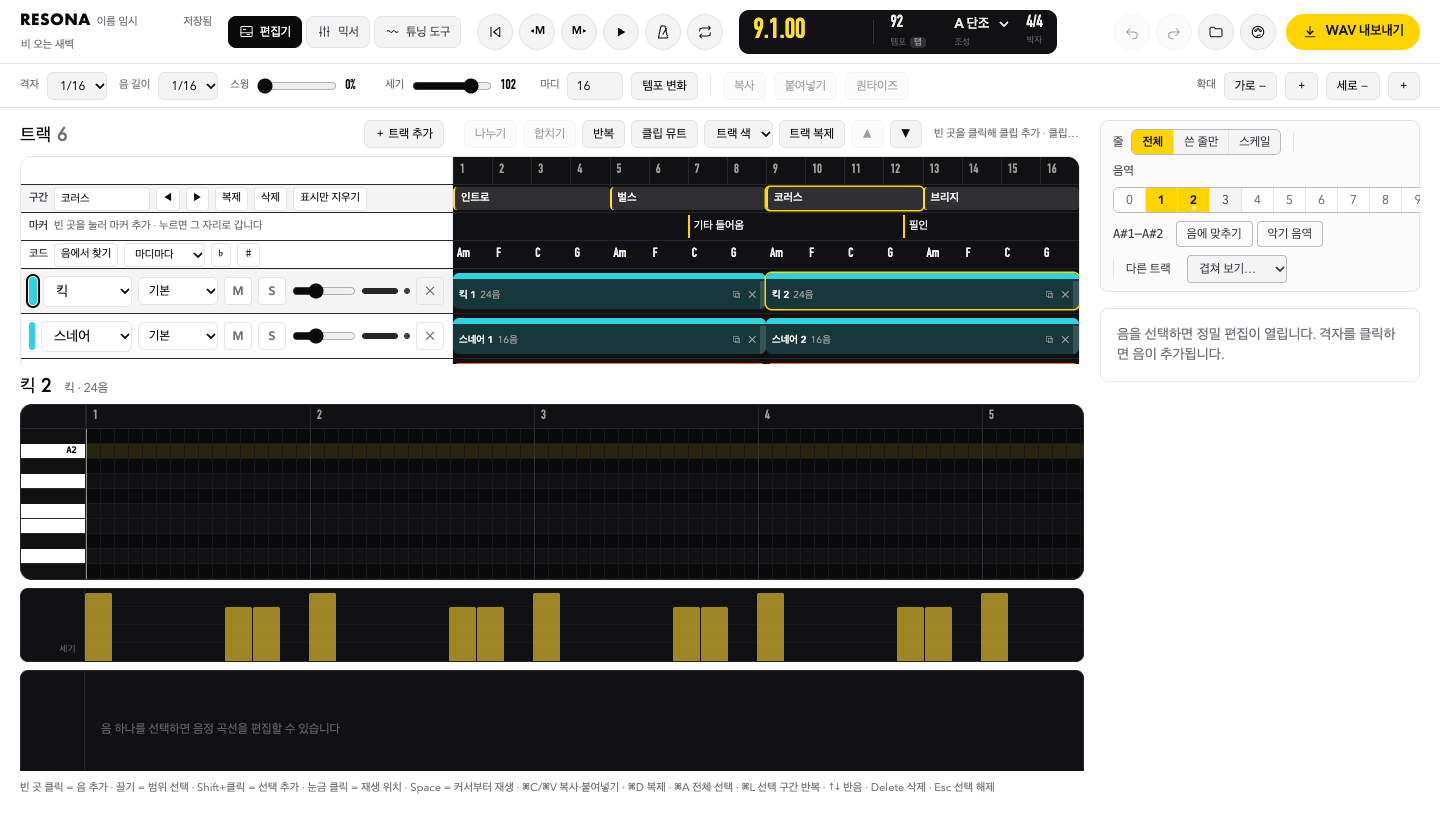 RESONA 이름 임시 저장됨
비 오는 새벽
편집기 믹서 튜닝 도구
◂M M▸
9.1.00 92 템포 탭 A 단조 조성 4/4 박자
WAV 내보내기
격자 1/16 음 길이 1/16 스윙 0% 세기 102 마디 16 템포 변화 복사 붙여넣기 퀀타이즈 확대 가로 − + 세로 − +
트랙 6 + 트랙 추가 나누기 합치기 반복 클립 뮤트 트랙 색 트랙 복제 ▲ ▼ 빈 곳을 클릭해 클립 추가 · 클립…
1 2 3 4 5 6 7 8 9 10 11 12 13 14 15 16
구간 코러스 ◀ ▶ 복제 삭제 표시만 지우기 인트로 벌스 코러스 브리지
마커 빈 곳을 눌러 마커 추가 · 누르면 그 자리로 갑니다 기타 들어옴 필인
코드 음에서 찾기 마디마다 ♭ # Am F C G Am F C G Am F C G Am F C G
킥 기본 M S × 킥 1 24음 × 킥 2 24음 ×
스네어 기본 M S × 스네어 1 16음 × 스네어 2 16음 ×
킥 2 킥 · 24음
1 2 3 4 5
A2
세기
음 하나를 선택하면 음정 곡선을 편집할 수 있습니다
빈 곳 클릭 = 음 추가 · 끌기 = 범위 선택 · Shift+클릭 = 선택 추가 · 눈금 클릭 = 재생 위치 · Space = 커서부터 재생 · ⌘C/⌘V 복사·붙여넣기 · ⌘D 복제 · ⌘A 전체 선택 · ⌘L 선택 구간 반복 · ↑↓ 반음 · Delete 삭제 · Esc 선택 해제
줄 전체 쓴 줄만 스케일
음역
0 1 2 3 4 5 6 7 8 9
A#1–A#2 음에 맞추기 악기 음역
다른 트랙 겹쳐 보기…
음을 선택하면 정밀 편집이 열립니다. 격자를 클릭하
면 음이 추가됩니다.